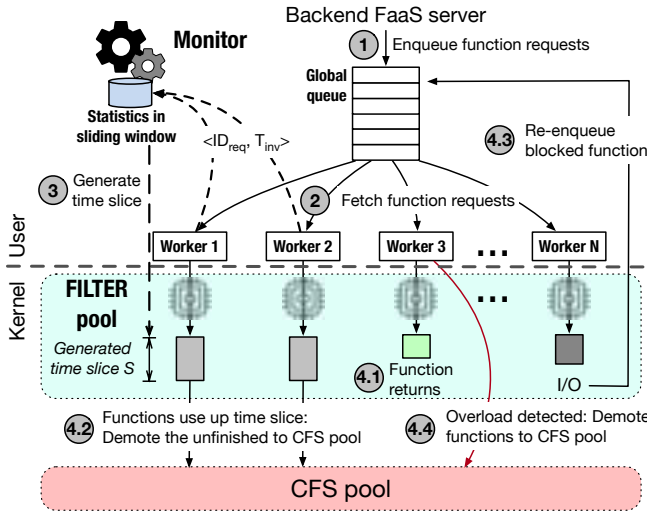 Backend FaaS server
Monitor
1
Enqueue function requests
Global
queue
Statistics in
sliding window
<ID_req, T_inv>
4.3
Re-enqueue
blocked function
3
Generate
time slice
2
Fetch function requests
User
Worker 1
Worker 2
Worker 3
...
Worker N
Kernel
FILTER
pool
...
Generated
time slice S
4.1
Function
returns
I/O
4.2
Functions use up time slice:
Demote the unfinished to CFS pool
4.4
Overload detected: Demote
functions to CFS pool
CFS pool